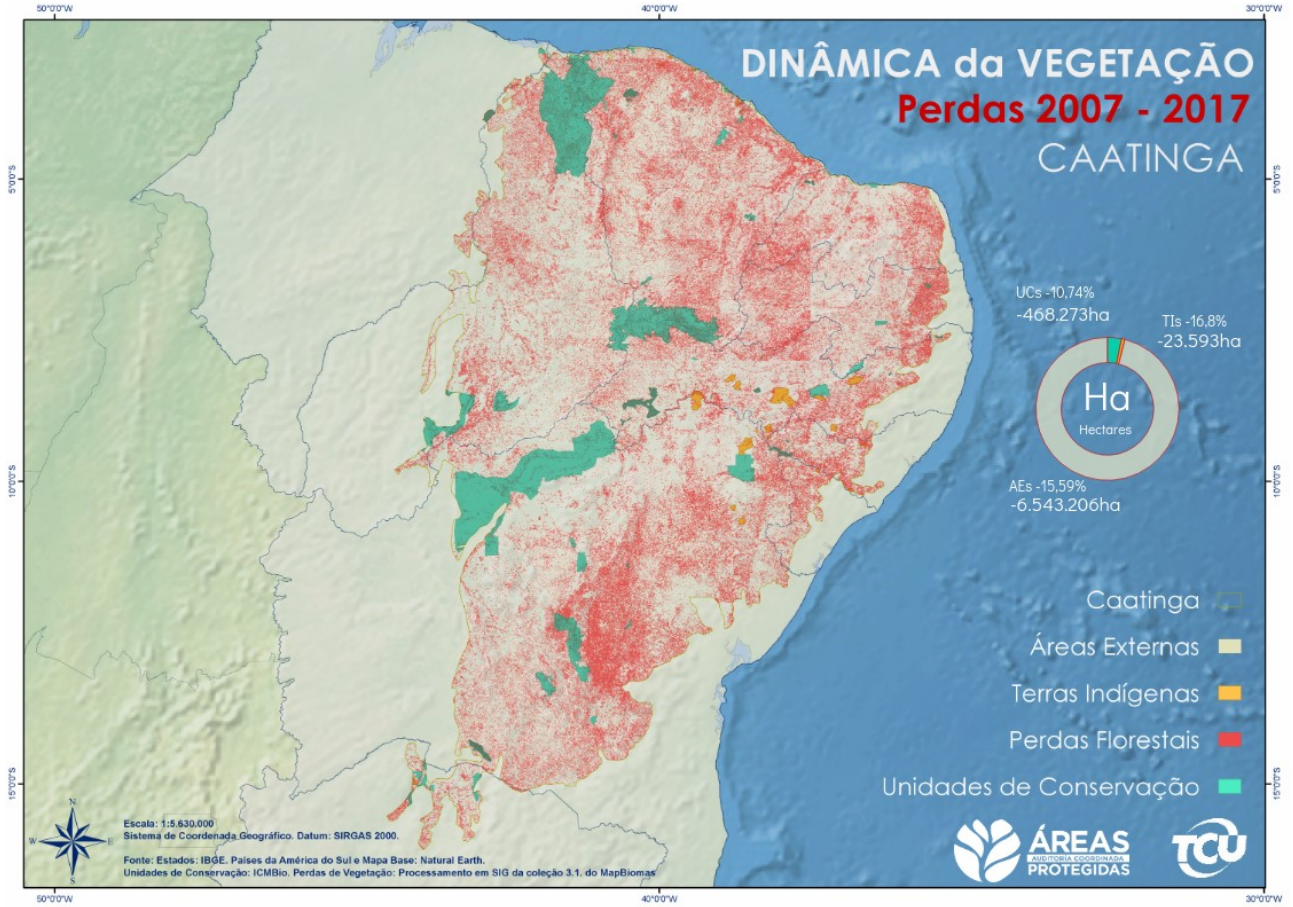 50°0'0"W
40°0'0"W
30°0'0"W
DINÂMICA da VEGETAÇÃO
Perdas 2007 - 2017
CAATINGA
5°0'0"S
5°0'0"S
UCs -10,74%
-468.273ha
TIs -16,8%
-23.593ha
Ha
Hectares
10°0'0"S
10°0'0"S
AEs -15,59%
-6.543.206ha
Caatinga
Áreas Externas
Terras Indígenas
Perdas Florestais
Unidades de Conservação
15°0'0"S
15°0'0"S
N
W
E
S
Escala: 1:5.630.000
Sistema de Coordenada Geográfico. Datum: SIRGAS 2000.
Fonte: Estados: IBGE. Países da América do Sul e Mapa Base: Natural Earth.
Unidades de Conservação: ICMBio. Perdas de Vegetação: Processamento em SIG da coleção 3.1. do MapBiomas
ÁREAS
AUDITORIA COORDENADA
PROTEGIDAS
TCU
50°0'0"W
40°0'0"W
30°0'0"W